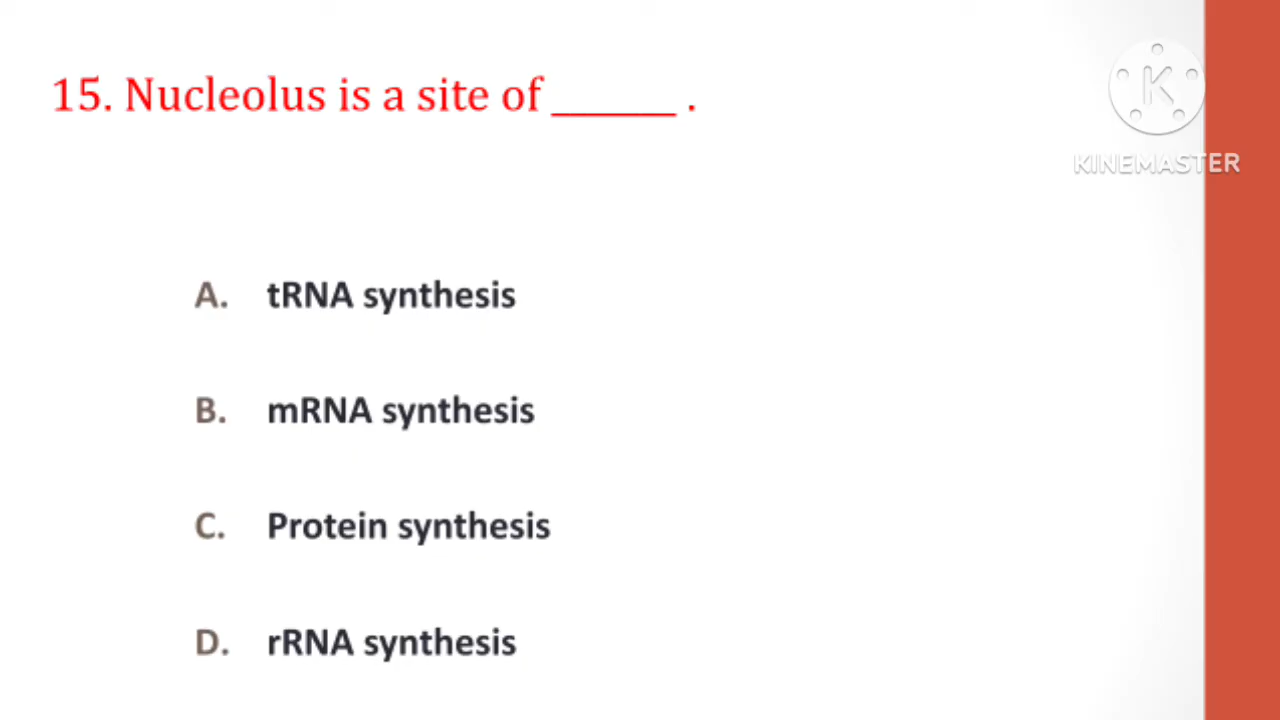 15. Nucleolus is a site of ______ .
K
KINEMASTER
A. tRNA synthesis
B. mRNA synthesis
C. Protein synthesis
D. rRNA synthesis